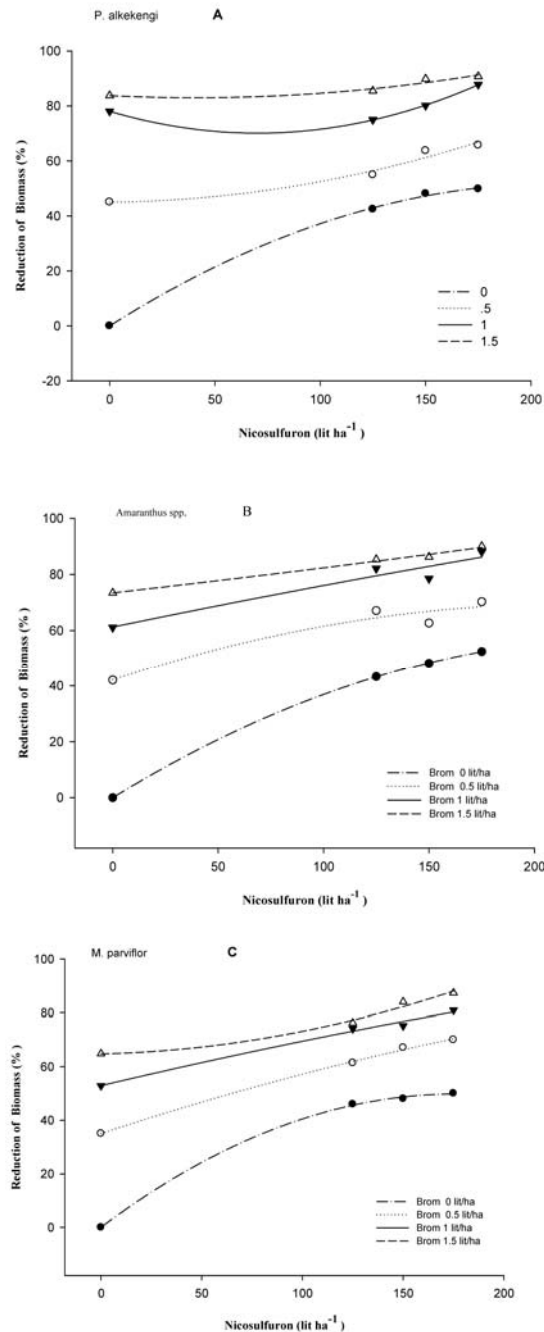 P. alkekengi A
Reduction of Biomass (%)
100
80
60
40
20
0
-20
0
.5
1
1.5
0 50 100 150 200
Nicosulfuron (lit ha-1 )
Amaranthus spp. B
Reduction of Biomass (%)
100
80
60
40
20
0
Brom 0 lit/ha
Brom 0.5 lit/ha
Brom 1 lit/ha
Brom 1.5 lit/ha
0 50 100 150 200
Nicosulfuron (lit ha-1 )
M. parviflor C
Reduction of Biomass (%)
100
80
60
40
20
0
Brom 0 lit/ha
Brom 0.5 lit/ha
Brom 1 lit/ha
Brom 1.5 lit/ha
0 50 100 150 200
Nicosulfuron (lit ha-1 )